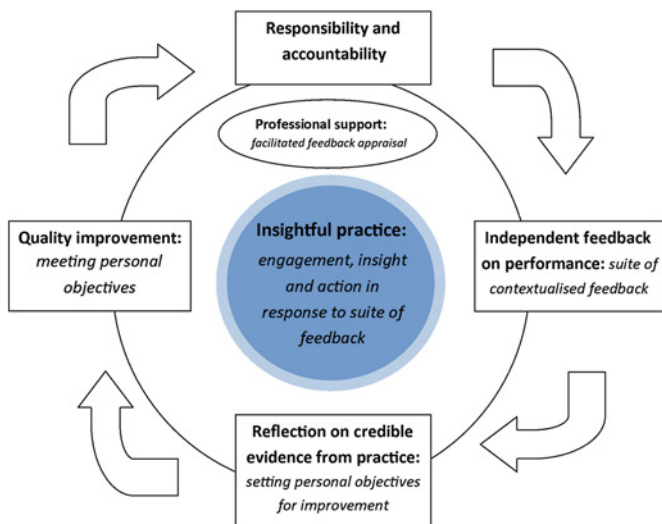 Responsibility and
accountability
Professional support:
facilitated feedback appraisal
Quality improvement:
meeting personal
objectives
Insightful practice:
engagement, insight
and action in
response to suite of
feedback
Independent feedback
on performance: suite of
contextualised feedback
Reflection on credible
evidence from practice:
setting personal objectives
for improvement